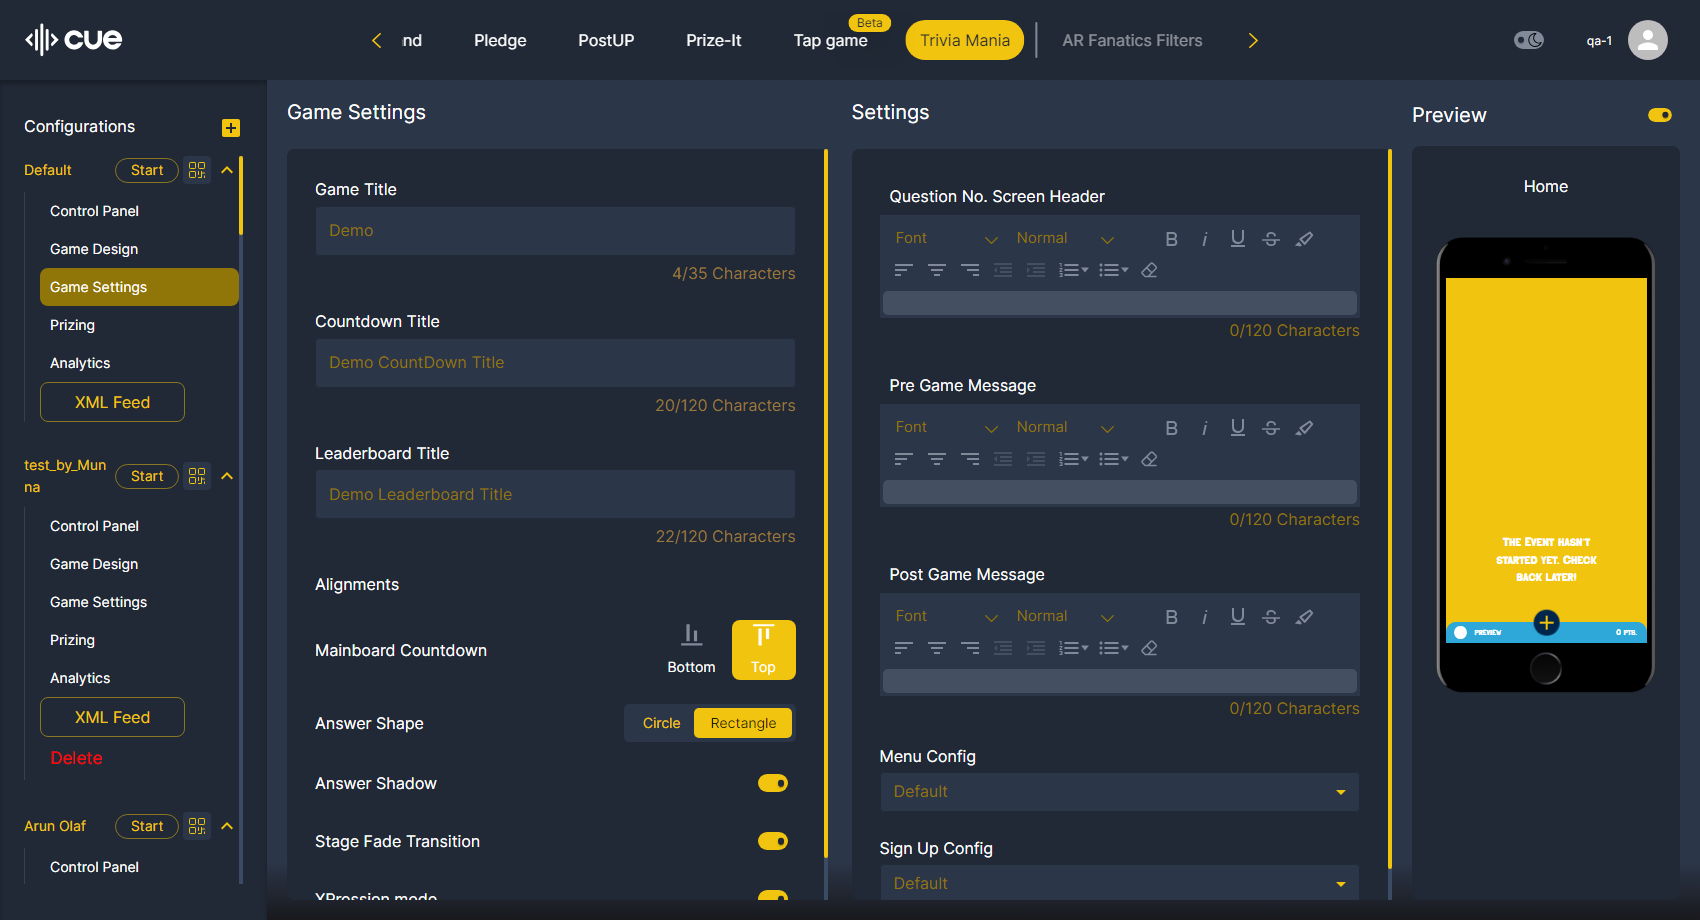 cue
Pledge
PostUP
Prize-It
Tap game
Beta
Trivia Mania
AR Fanatics Filters
qa-1
Configurations
Default
Start
Control Panel
Game Design
Game Settings
Prizing
Analytics
XML Feed
test_by_Mun
na
Start
Control Panel
Game Design
Game Settings
Prizing
Analytics
XML Feed
Delete
Arun Olaf
Start
Control Panel
Game Settings
Game Title
Demo
4/35 Characters
Countdown Title
Demo CountDown Title
20/120 Characters
Leaderboard Title
Demo Leaderboard Title
22/120 Characters
Alignments
Mainboard Countdown
Bottom
Top
Answer Shape
Circle
Rectangle
Answer Shadow
Stage Fade Transition
XPression mode
Settings
Question No. Screen Header
Font
Normal
B i U S
0/120 Characters
Pre Game Message
Font
Normal
B i U S
0/120 Characters
Post Game Message
Font
Normal
B i U S
0/120 Characters
Menu Config
Default
Sign Up Config
Default
Preview
Home
The Event hasn't
started yet. Check
back later!
PREVIEW
0 PTS.